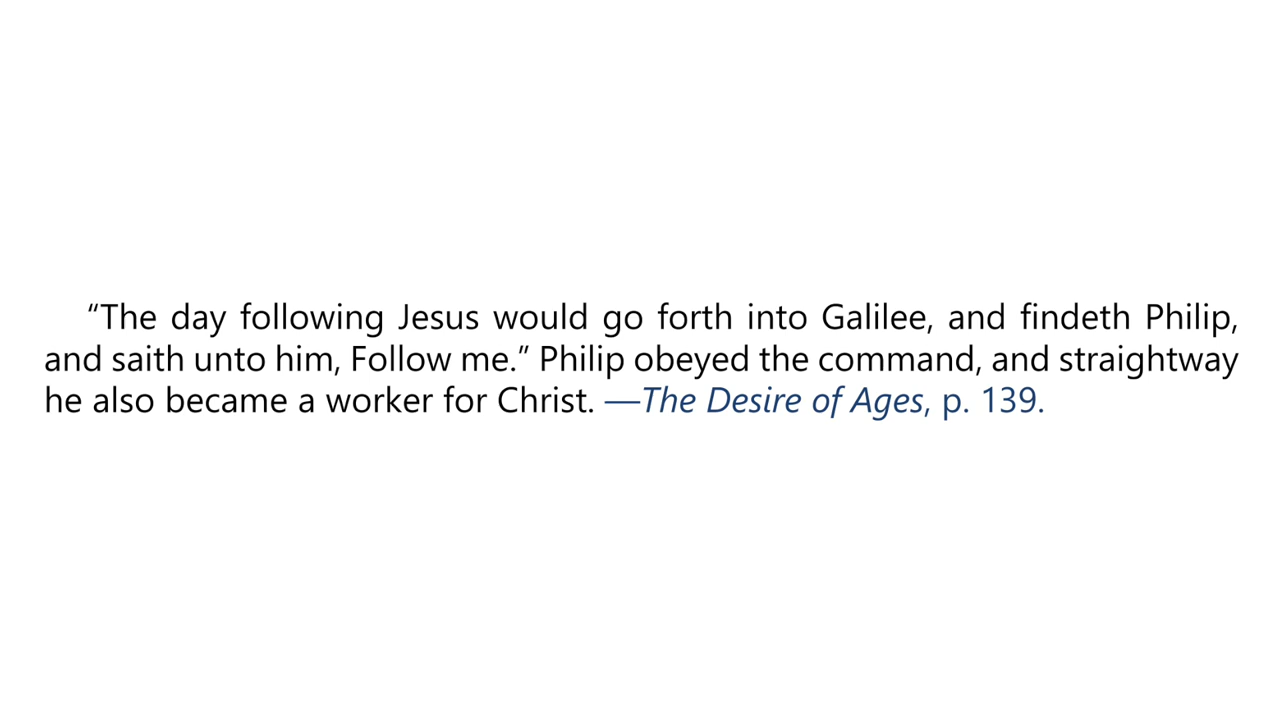 “The day following Jesus would go forth into Galilee, and findeth Philip,
and saith unto him, Follow me.” Philip obeyed the command, and straightway
he also became a worker for Christ. —The Desire of Ages, p. 139.